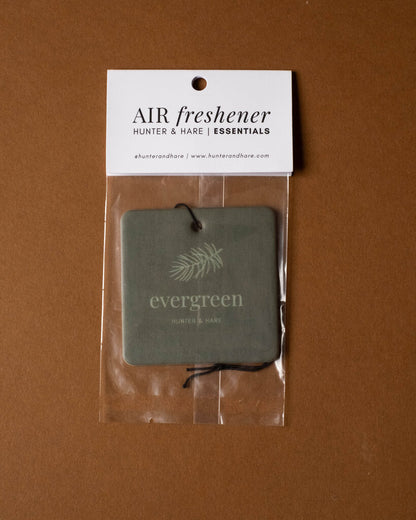 AIR freshener
HUNTER & HARE | ESSENTIALS
#hunterandhare | www.hunterandhare.com
evergreen
HUNTER & HARE